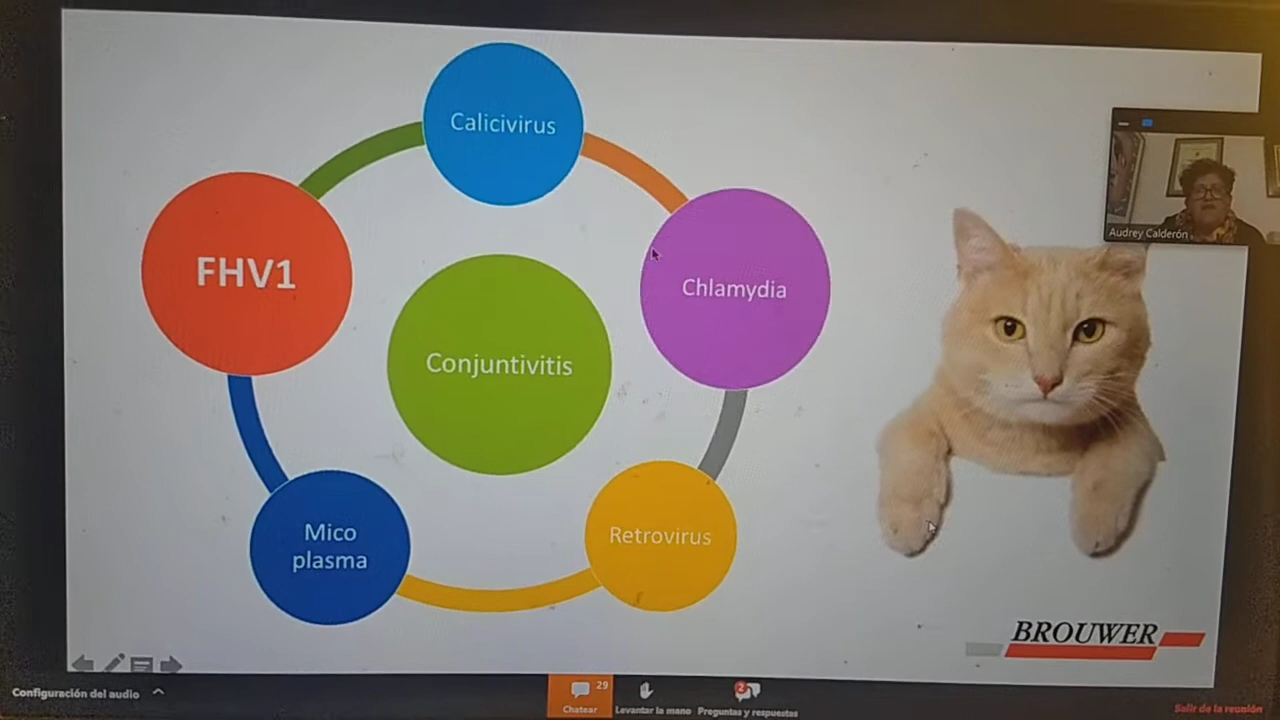 Calicivirus
FHV1
Chlamydia
Conjuntivitis
Mico
plasma
Retrovirus
Audrey Calderón
BROUWER
Configuración del audio
29
Chatear
Levantar la mano
2
Preguntas y respuestas
Salir de la reunión